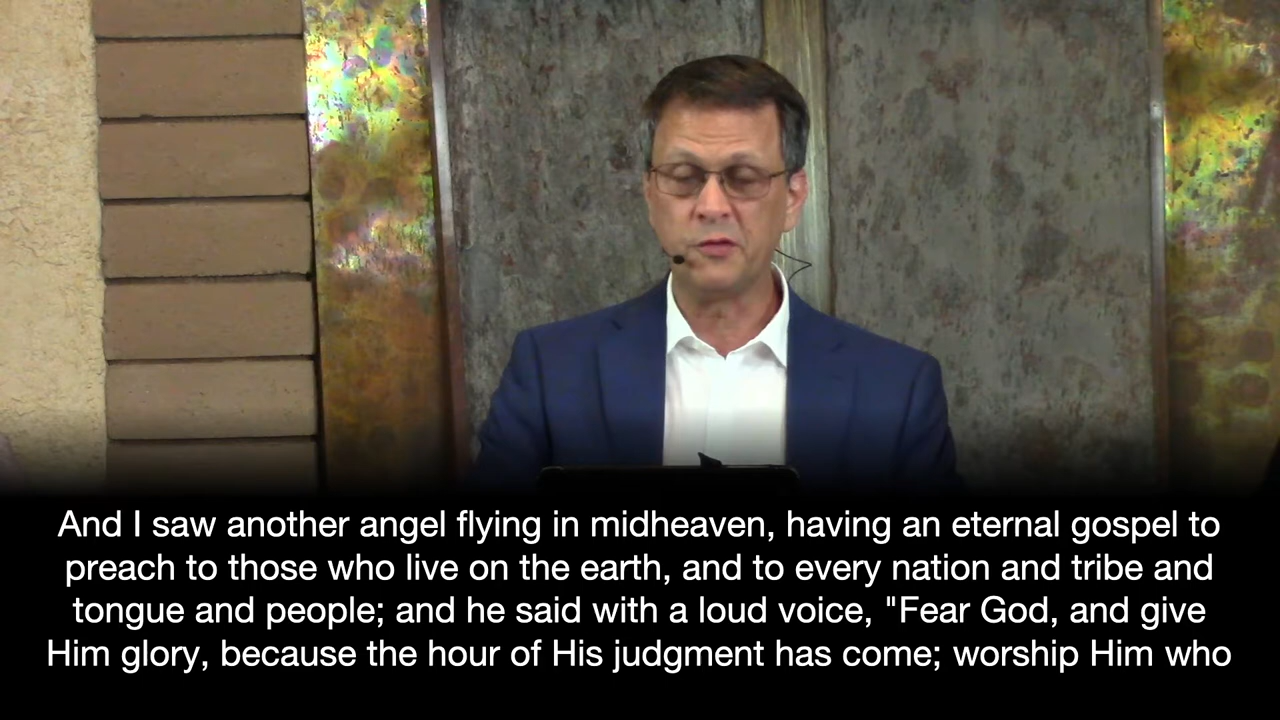 And I saw another angel flying in midheaven, having an eternal gospel to
preach to those who live on the earth, and to every nation and tribe and
tongue and people; and he said with a loud voice, "Fear God, and give
Him glory, because the hour of His judgment has come; worship Him who